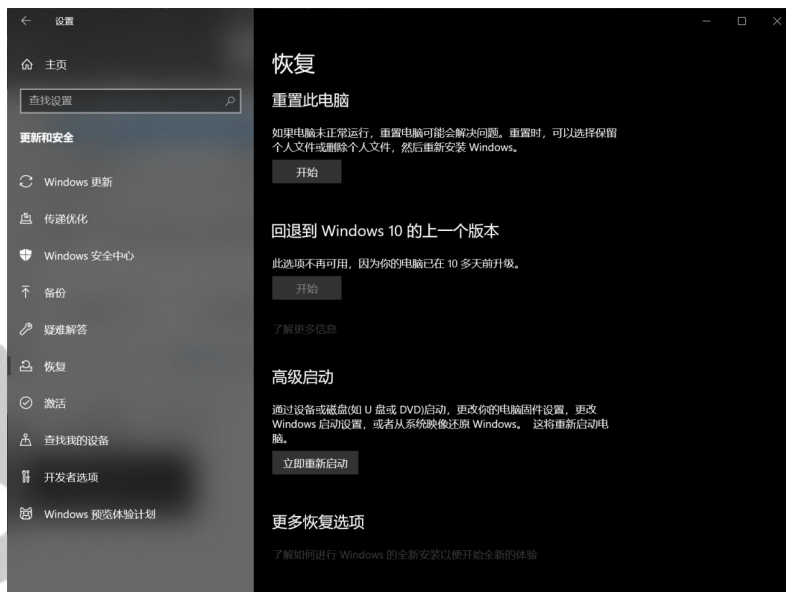 设置
主页
查找设置
更新和安全
Windows 更新
传递优化
Windows 安全中心
备份
疑难解答
恢复
激活
查找我的设备
开发者选项
Windows 预览体验计划
恢复
重置此电脑
如果电脑未正常运行，重置电脑可能会解决问题。重置时，可以选择保留
个人文件或删除个人文件，然后重新安装 Windows。
开始
回退到 Windows 10 的上一个版本
此选项不再可用，因为你的电脑已在 10 多天前升级。
开始
了解更多信息
高级启动
通过设备或磁盘(如 U 盘或 DVD)启动，更改你的电脑固件设置，更改
Windows 启动设置，或者从系统映像还原 Windows。 这将重新启动电
脑。
立即重新启动
更多恢复选项
了解如何进行 Windows 的全新安装以便开始全新的体验